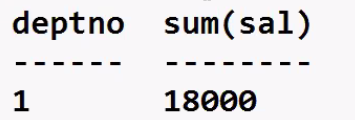 deptno sum(sal)
------ --------
1 18000